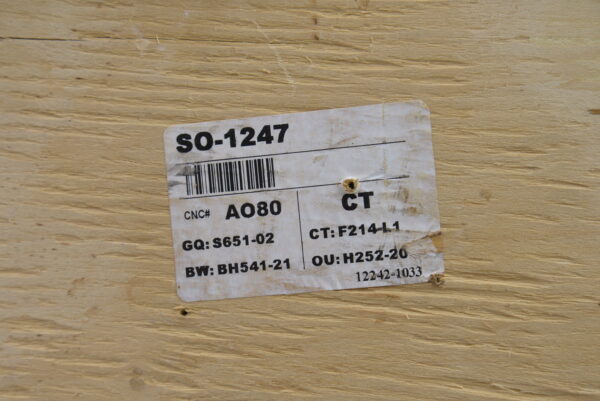 SO-1247
CNC# AO80
CT
GQ: S651-02
CT: F214-L1
BW: BH541-21
OU: H252-20
12242-1033